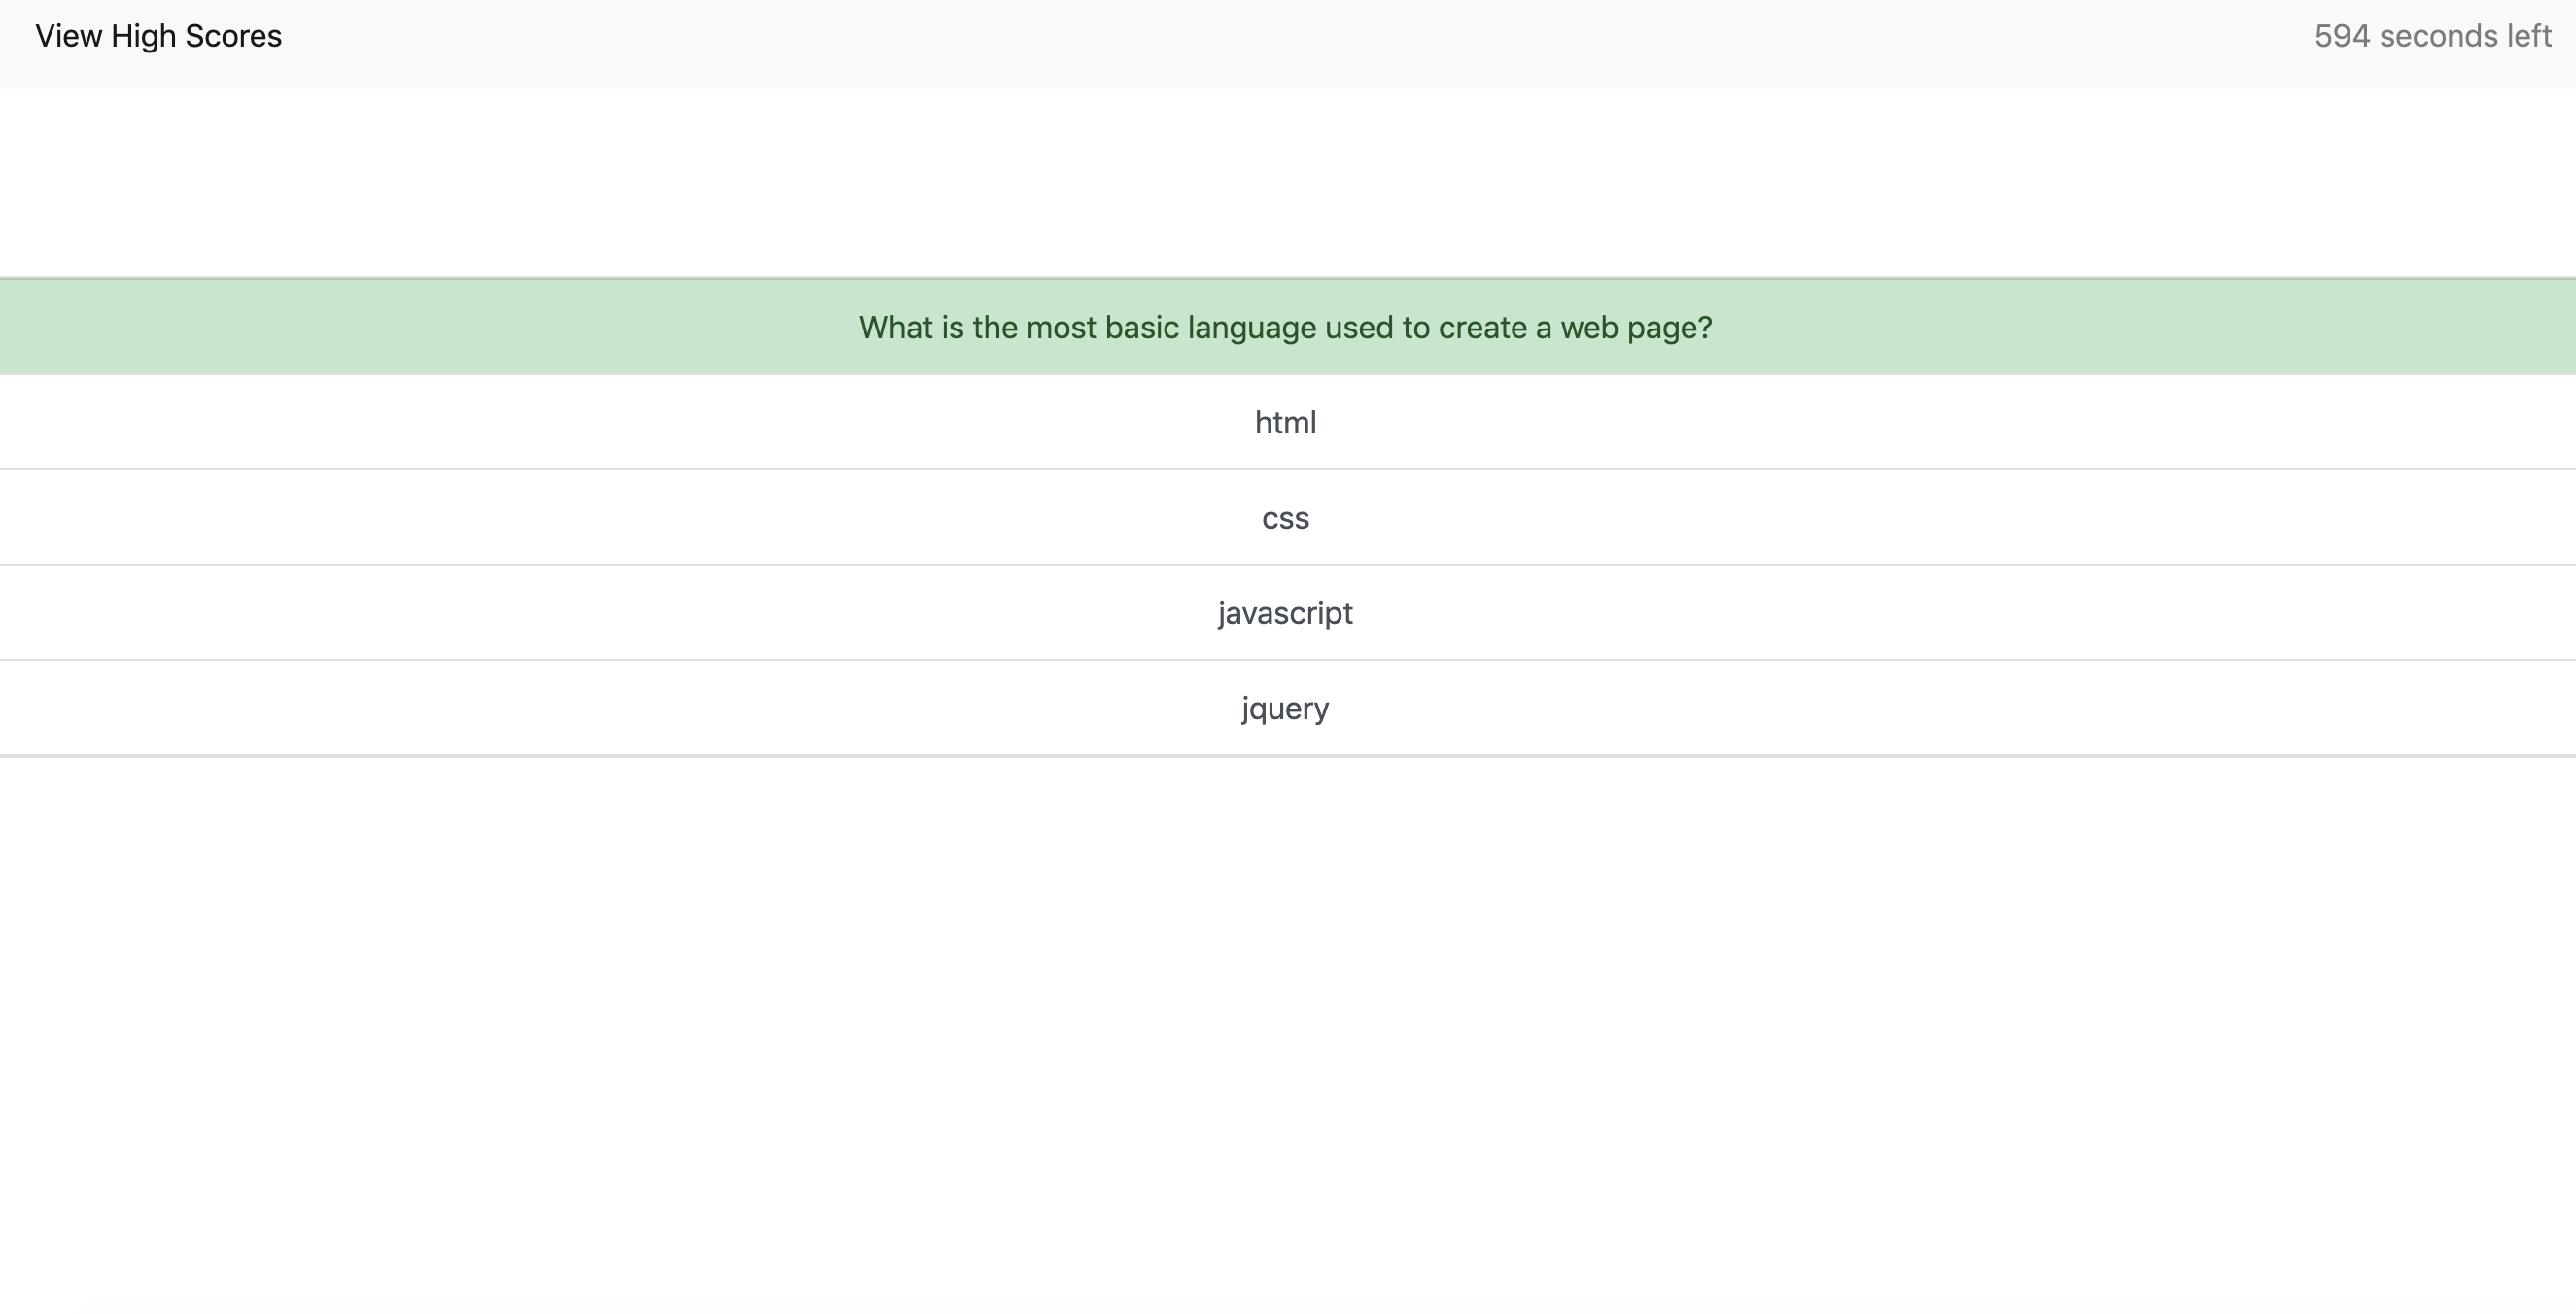 View High Scores
594 seconds left
What is the most basic language used to create a web page?
html
css
javascript
jquery